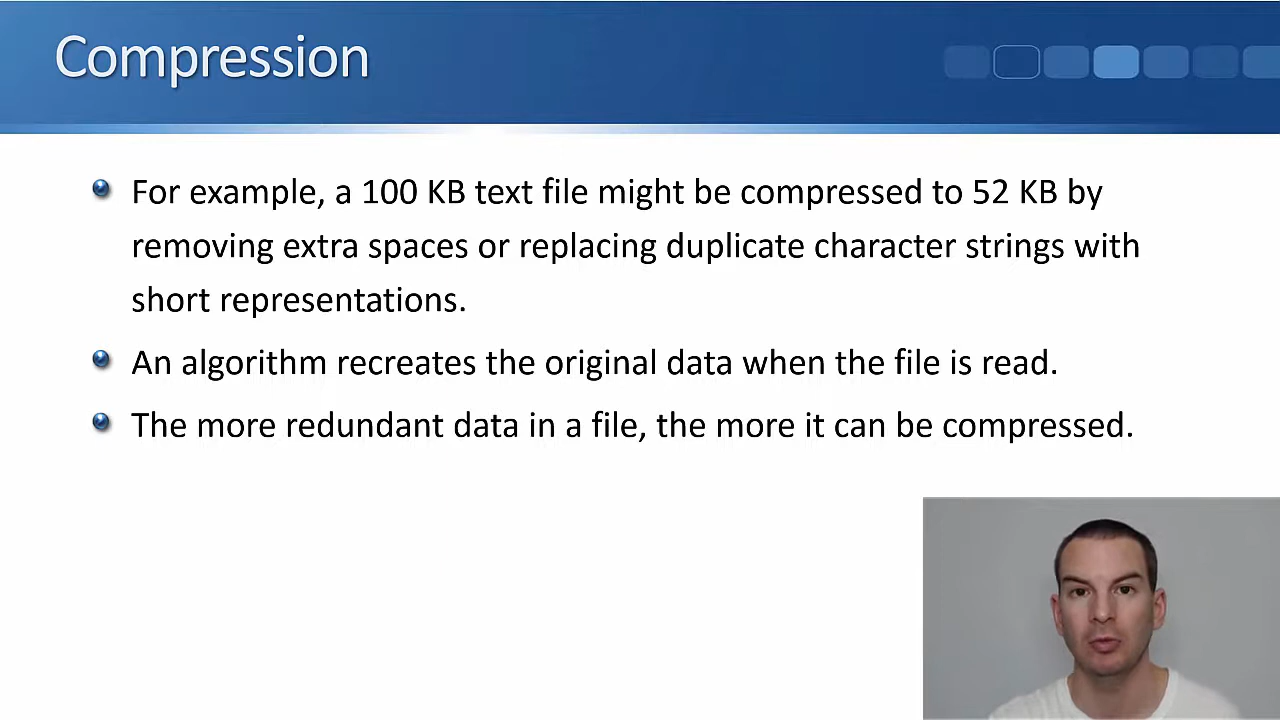 Compression
For example, a 100 KB text file might be compressed to 52 KB by
removing extra spaces or replacing duplicate character strings with
short representations.
An algorithm recreates the original data when the file is read.
The more redundant data in a file, the more it can be compressed.